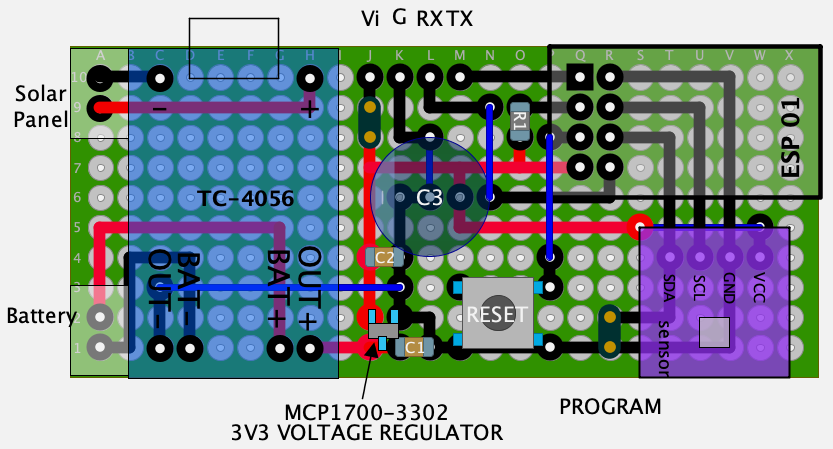 Vi G RX TX
A B C D E F G H J K L M N O Q R S T U V W X
10
9
8
7
6
5
4
3
2
1
Solar
Panel
- +
R1
ESP 01
TC-4056
C3
C2
OUT-
BAT-
BATT+
OUT+
Battery
RESET
C1
SDA
SCL
GND
VCC
sensor
MCP1700-3302
3V3 VOLTAGE REGULATOR
PROGRAM